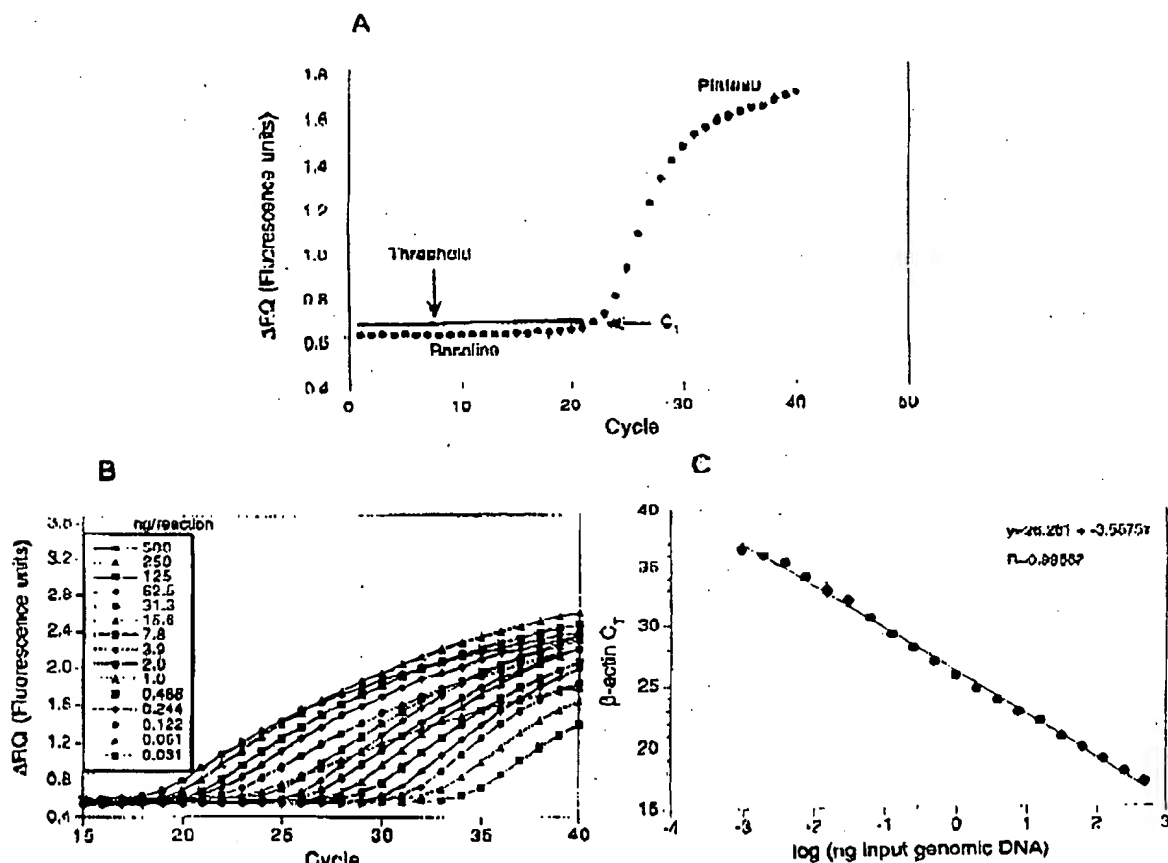 A
ΔRQ (Fluorescence units)
1.8
1.6
1.4
1.2
1.0
0.8
0.6
0.4
Plateau
Threshold
Baseline
C_T
0 10 20 30 40
Cycle
B
ΔRQ (Fluorescence units)
3.6
3.2
2.8
2.4
2.0
1.6
1.2
0.8
0.4
ng/reaction
500
250
125
62.5
31.3
15.6
7.8
3.9
2.0
1.0
0.488
0.244
0.122
0.061
0.031
15 20 25 30 35 40
Cycle
C
β-actin C_T
40
35
30
25
20
15
-4 -3 -2 -1 0 1 2 3
log (ng input genomic DNA)